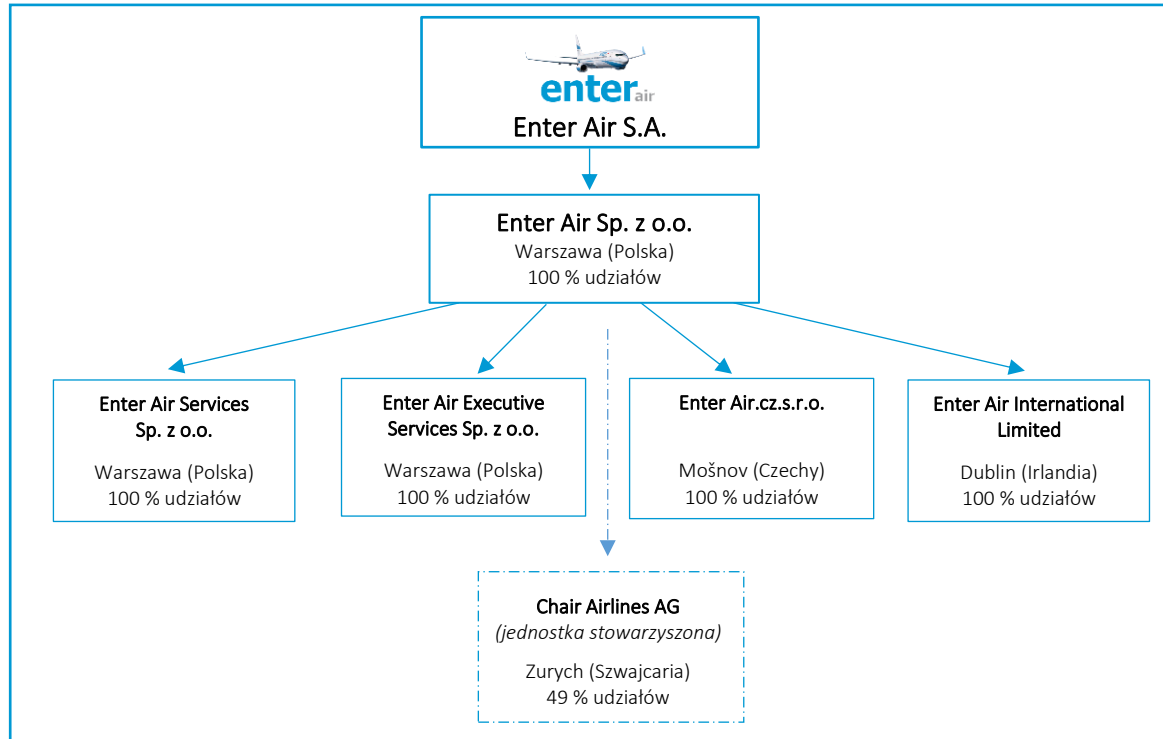 enter air
Enter Air S.A.
Enter Air Sp. z o.o.
Warszawa (Polska)
100 % udziałów
Enter Air Services
Sp. z o.o.
Warszawa (Polska)
100 % udziałów
Enter Air Executive
Services Sp. z o.o.
Warszawa (Polska)
100 % udziałów
Enter Air.cz.s.r.o.
Mošnov (Czechy)
100 % udziałów
Enter Air International
Limited
Dublin (Irlandia)
100 % udziałów
Chair Airlines AG
(jednostka stowarzyszona)
Zurych (Szwajcaria)
49 % udziałów